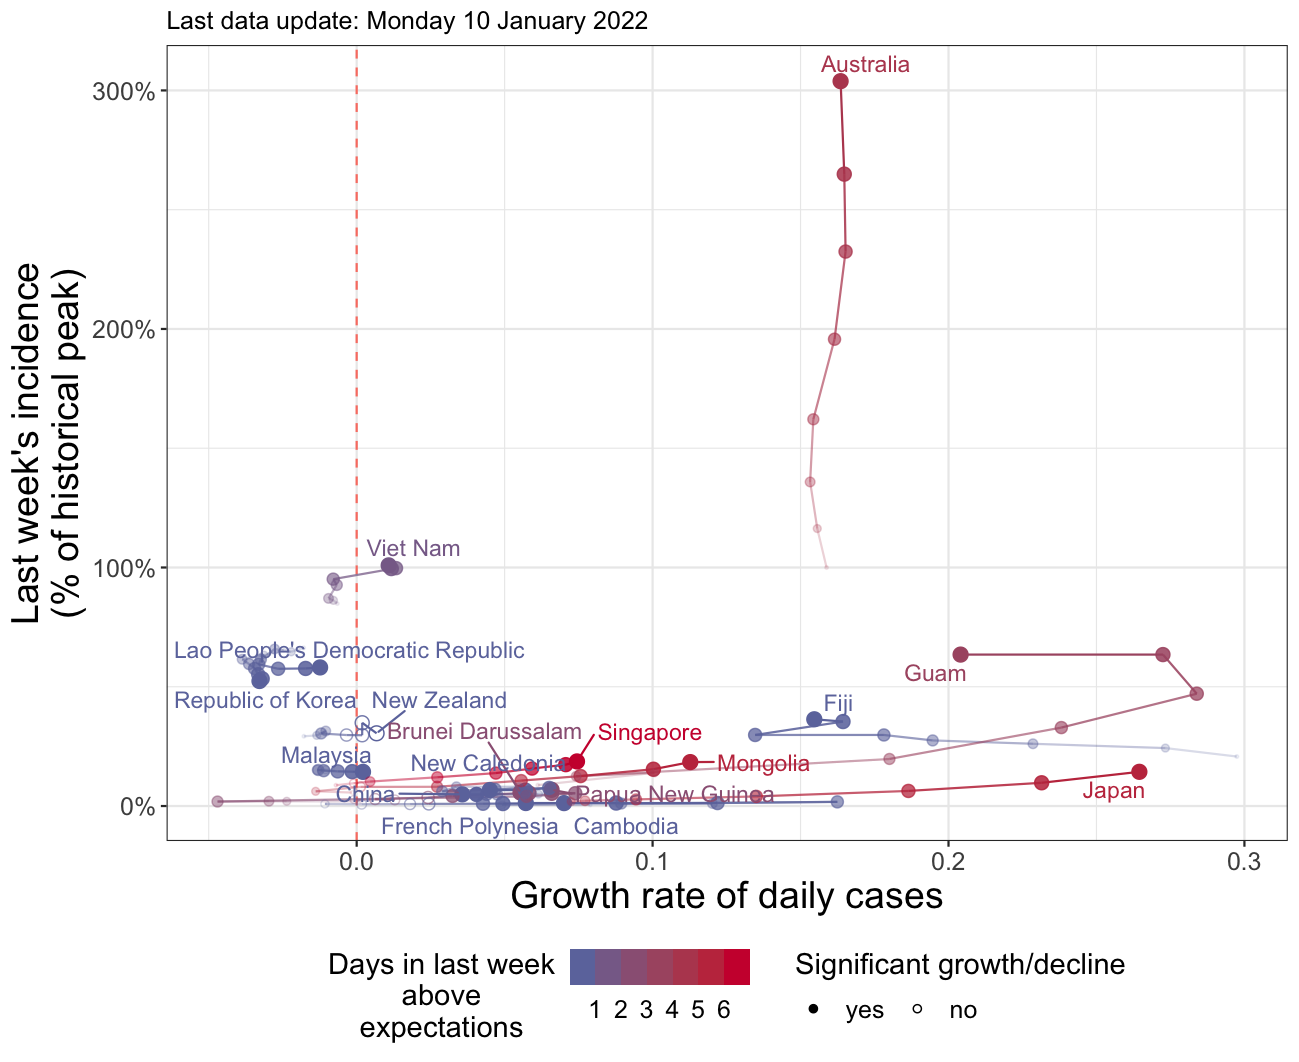 Last data update: Monday 10 January 2022
Last week's incidence
(% of historical peak)
300%
200%
100%
0%
Australia
Viet Nam
Lao People's Democratic Republic
Guam
Republic of Korea
New Zealand
Fiji
Brunei Darussalam
Singapore
Malaysia
New Caledonia
Mongolia
China
Papua New Guinea
Japan
French Polynesia
Cambodia
0.0
0.1
0.2
0.3
Growth rate of daily cases
Days in last week
above
expectations
1 2 3 4 5 6
Significant growth/decline
yes
no